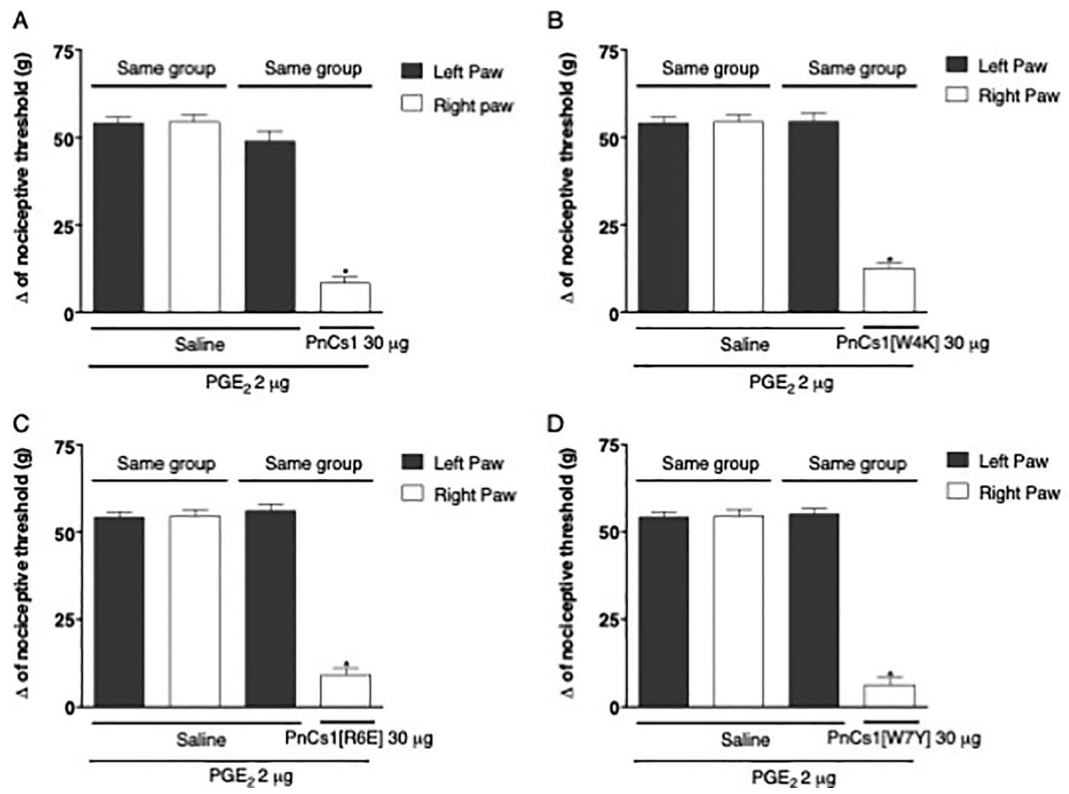 A
Δ of nociceptive threshold (g)
75
50
25
0
Same group Same group
Left Paw
Right paw
Saline PnCs1 30 μg
PGE₂ 2 μg
B
Δ of nociceptive threshold (g)
75
50
25
0
Same group Same group
Left Paw
Right Paw
*
Saline PnCs1[W4K] 30 μg
PGE₂ 2 μg
C
Δ of nociceptive threshold (g)
75
50
25
0
Same group Same group
Left Paw
Right Paw
*
Saline PnCs1[R6E] 30 μg
PGE₂ 2 μg
D
Δ of nociceptive threshold (g)
75
50
25
0
Same group Same group
Left Paw
Right Paw
*
Saline PnCs1[W7Y] 30 μg
PGE₂ 2 μg